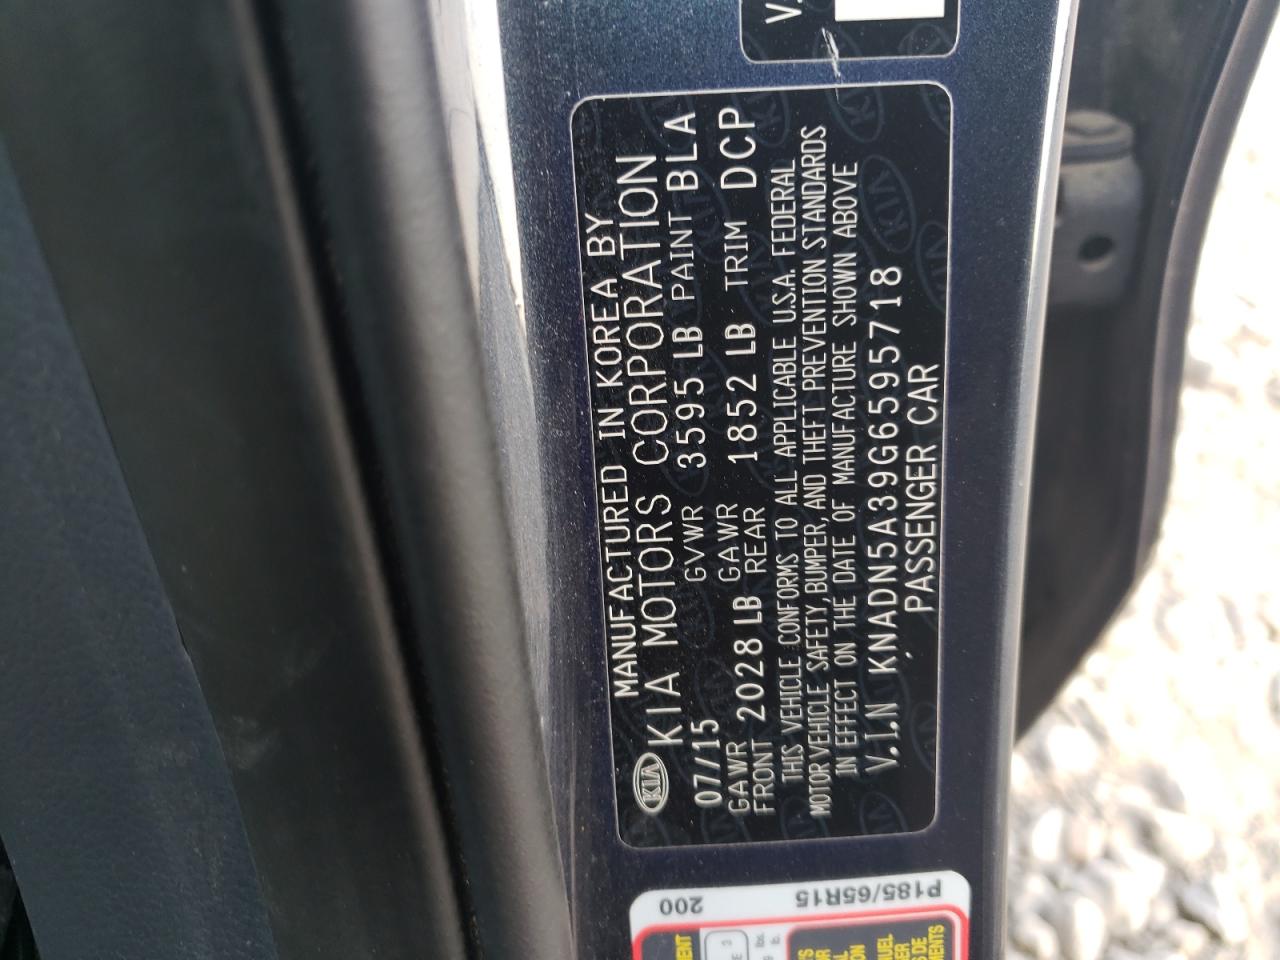 V.
MANUFACTURED IN KOREA BY
KIA KIA MOTORS CORPORATION
07/15 GVWR 3595 LB PAINT BLA
GAWR FRONT 2028 LB GAWR REAR 1852 LB TRIM DCP
THIS VEHICLE CONFORMS TO ALL APPLICABLE U.S.A. FEDERAL
MOTOR VEHICLE SAFETY, BUMPER, AND THEFT PREVENTION STANDARDS
IN EFFECT ON THE DATE OF MANUFACTURE SHOWN ABOVE
V.I.N KNADN5A39G6595718
PASSENGER CAR
P185/65R15
200